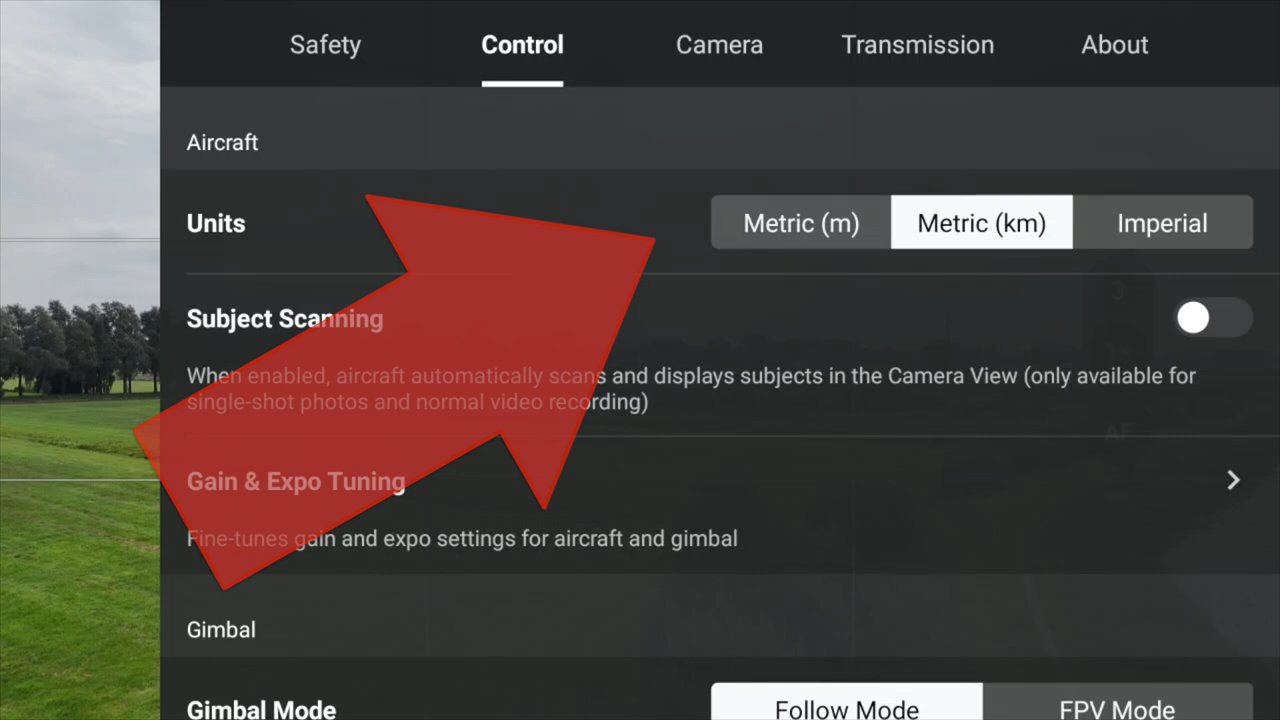 Safety Control Camera Transmission About
Aircraft
Units Metric (m) Metric (km) Imperial
Subject Scanning
When enabled, aircraft automatically scans and displays subjects in the Camera View (only available for
single-shot photos and normal video recording)
Gain & Expo Tuning
Fine-tunes gain and expo settings for aircraft and gimbal
Gimbal
Gimbal Mode Follow Mode FPV Mode